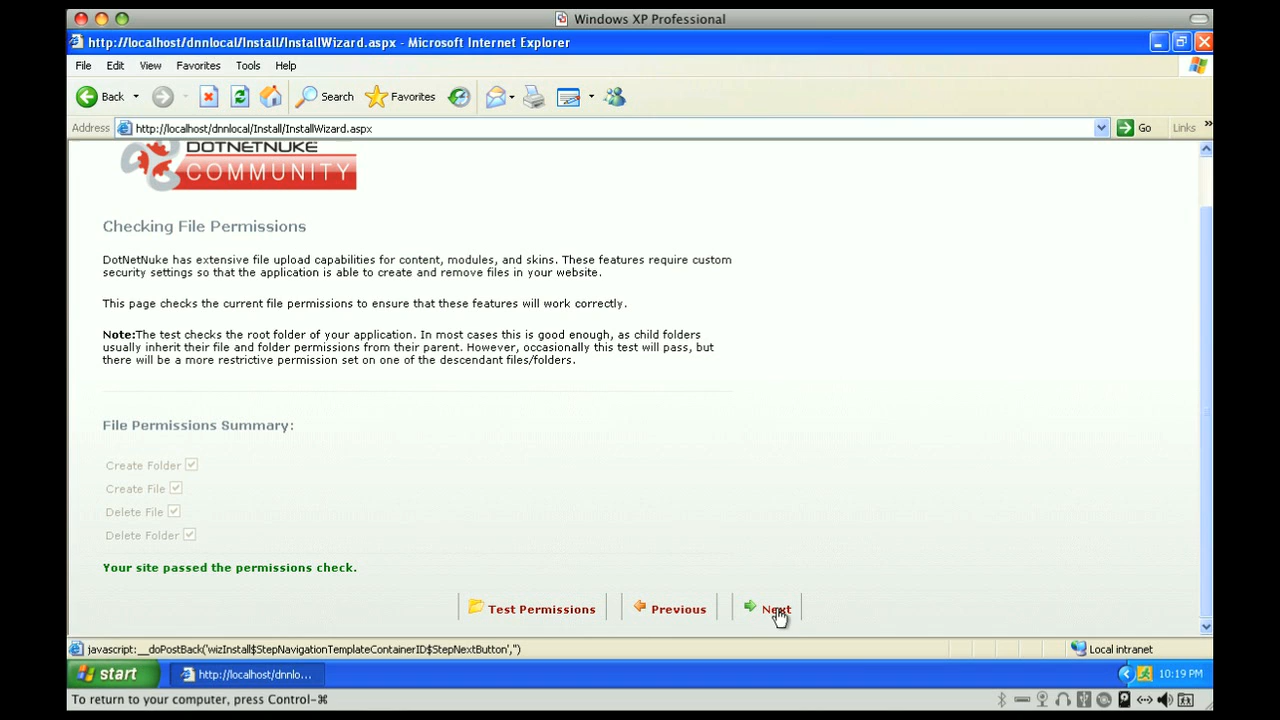 Windows XP Professional
http://localhost/dnnlocal/Install/InstallWizard.aspx - Microsoft Internet Explorer
File Edit View Favorites Tools Help
Back Search Favorites
Address http://localhost/dnnlocal/Install/InstallWizard.aspx Go Links »
DOTNETNUKE
COMMUNITY
Checking File Permissions
DotNetNuke has extensive file upload capabilities for content, modules, and skins. These features require custom
security settings so that the application is able to create and remove files in your website.
This page checks the current file permissions to ensure that these features will work correctly.
Note:The test checks the root folder of your application. In most cases this is good enough, as child folders
usually inherit their file and folder permissions from their parent. However, occasionally this test will pass, but
there will be a more restrictive permission set on one of the descendant files/folders.
File Permissions Summary:
Create Folder
Create File
Delete File
Delete Folder
Your site passed the permissions check.
Test Permissions Previous Next
javascript:__doPostBack('wizInstall$StepNavigationTemplateContainerID$StepNextButton','') Local intranet
start http://localhost/dnnlo... 10:19 PM
To return to your computer, press Control-⌘